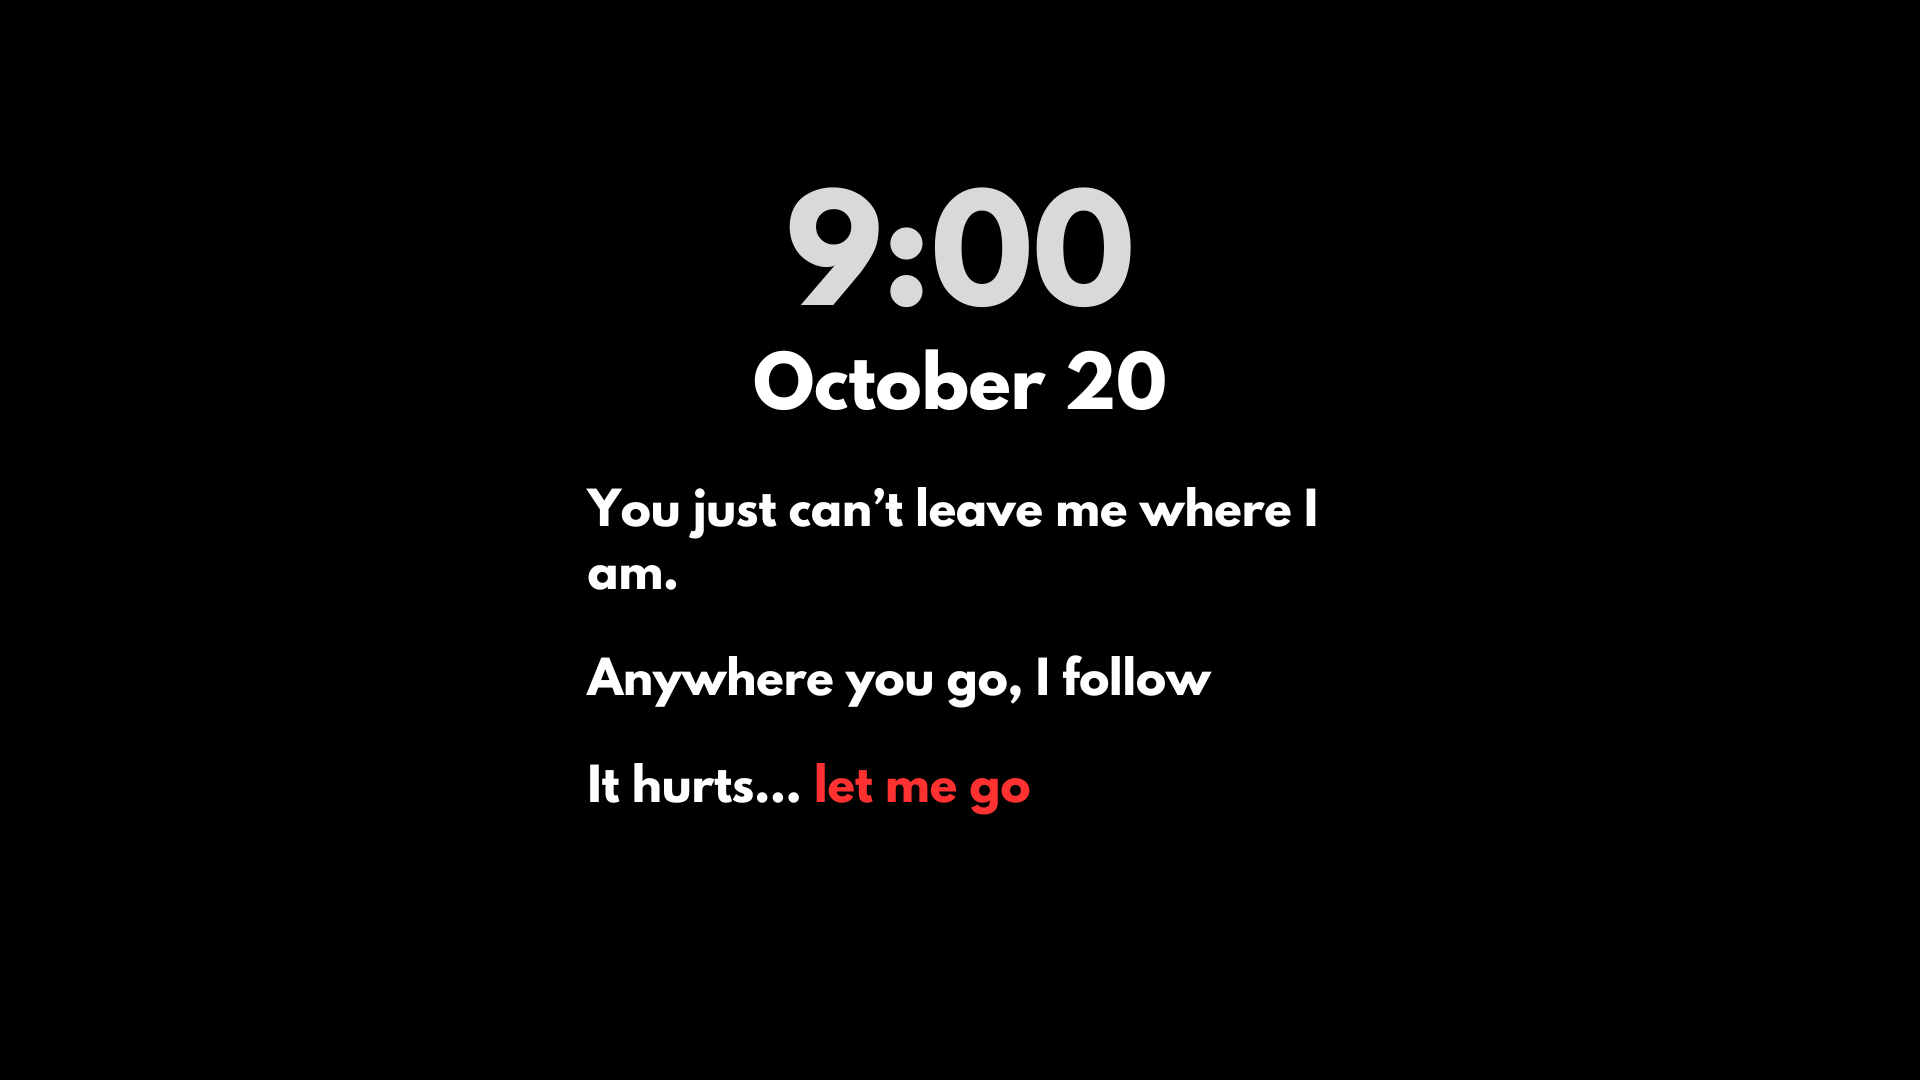 9:00
October 20
You just can’t leave me where I
am.
Anywhere you go, I follow
It hurts... let me go